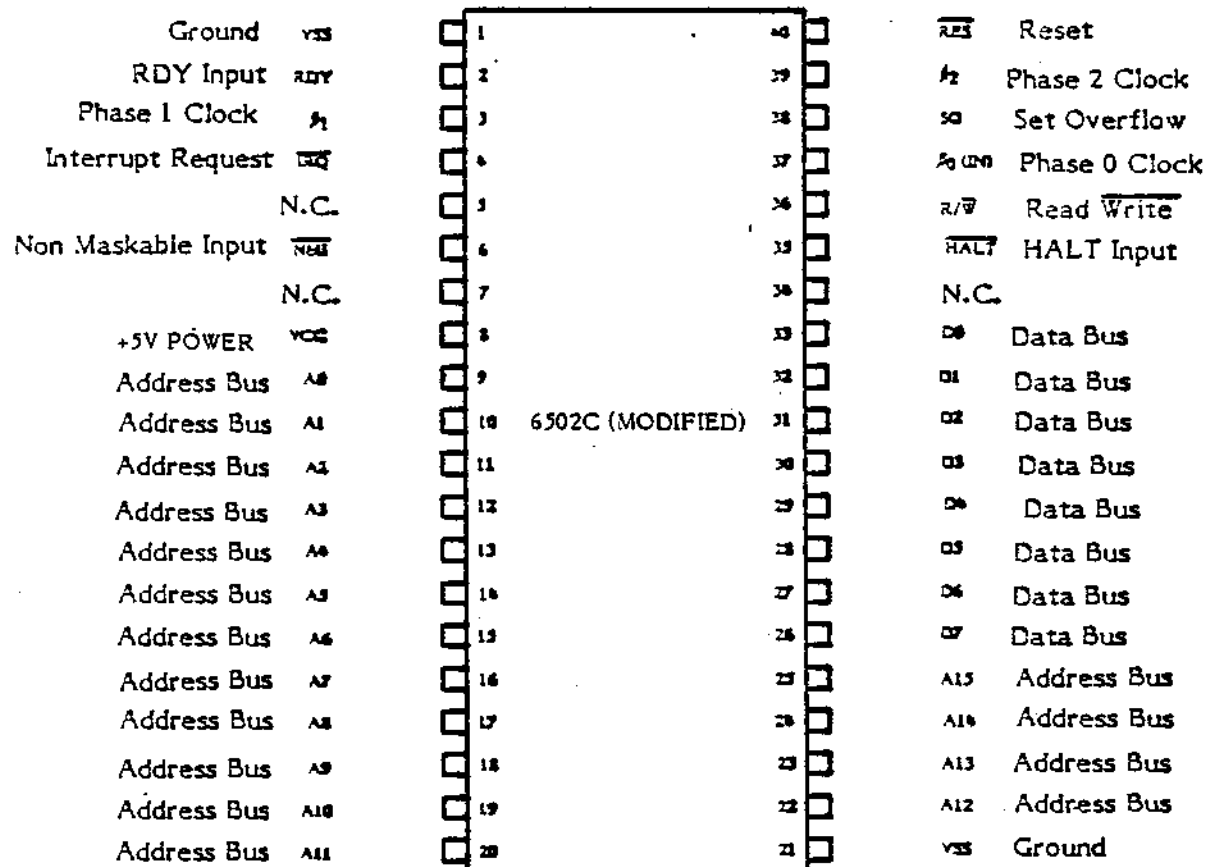 Ground VSS 1 40 RES Reset
RDY Input RDY 2 39 ϕ2 Phase 2 Clock
Phase 1 Clock ϕ1 3 38 SO Set Overflow
Interrupt Request IRQ 4 37 ϕ0 (IN) Phase 0 Clock
N.C. 5 36 R/W Read Write
Non Maskable Input NMI 6 35 HALT HALT Input
N.C. 7 34 N.C.
+5V POWER VCC 8 33 D0 Data Bus
Address Bus A0 9 32 D1 Data Bus
Address Bus A1 10 6502C (MODIFIED) 31 D2 Data Bus
Address Bus A2 11 30 D3 Data Bus
Address Bus A3 12 29 D4 Data Bus
Address Bus A4 13 28 D5 Data Bus
Address Bus A5 14 27 D6 Data Bus
Address Bus A6 15 26 D7 Data Bus
Address Bus A7 16 25 A15 Address Bus
Address Bus A8 17 24 A14 Address Bus
Address Bus A9 18 23 A13 Address Bus
Address Bus A10 19 22 A12 Address Bus
Address Bus A11 20 21 VSS Ground